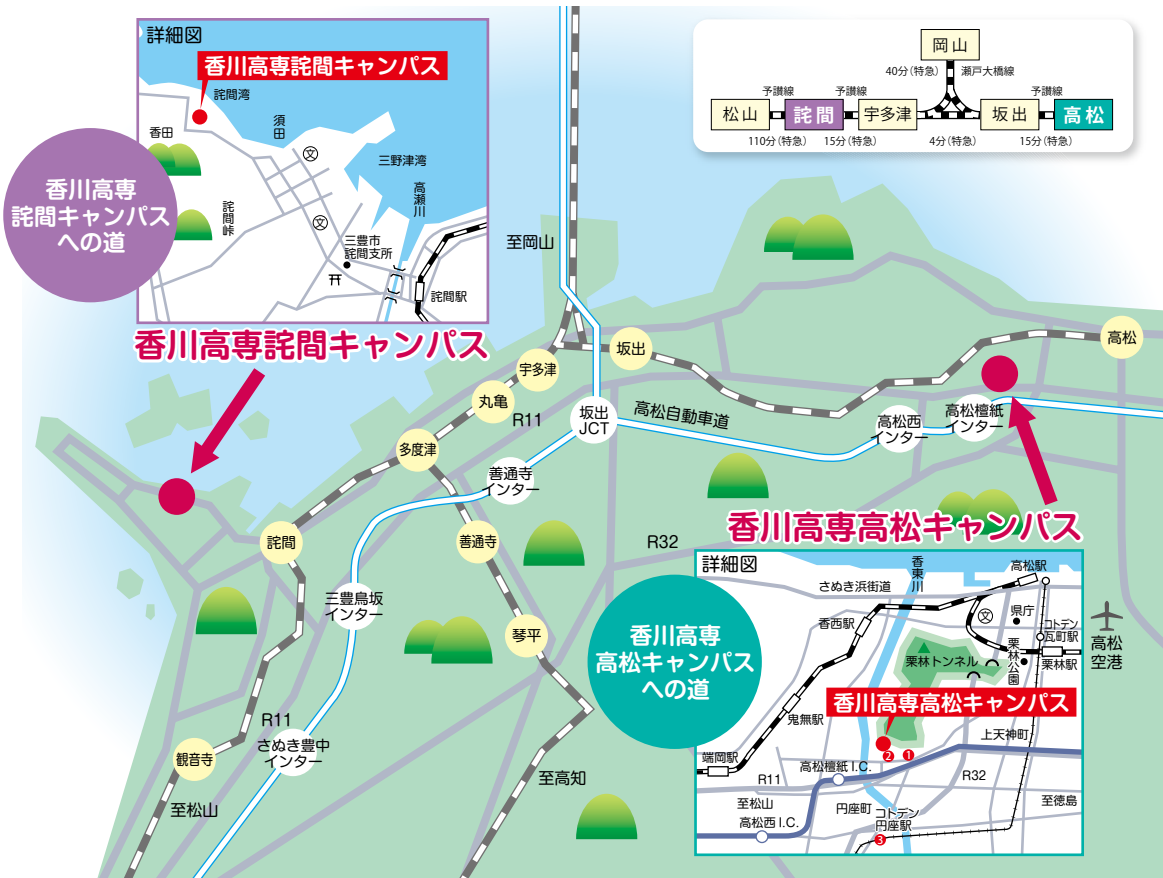 詳細図
香川高専詫間キャンパス
詫間湾
香田
須田
文
三野津湾
高瀬川
詫間峠
文
三豊市
詫間支所
詫間駅
香川高専
詫間キャンパス
への道
岡山
40分(特急)
瀬戸大橋線
予讃線
予讃線
予讃線
松山
詫間
宇多津
坂出
高松
110分(特急)
15分(特急)
4分(特急)
15分(特急)
至岡山
香川高専詫間キャンパス
高松
坂出
宇多津
丸亀
R11
坂出
JCT
高松自動車道
高松西
インター
高松檀紙
インター
多度津
善通寺
インター
詫間
善通寺
R32
香川高専高松キャンパス
三豊鳥坂
インター
琴平
R11
さぬき豊中
インター
観音寺
至松山
至高知
高松
空港
香川高専
高松キャンパス
への道
詳細図
香東川
高松駅
さぬき浜街道
文
県庁
香西駅
コトデン
瓦町駅
栗林トンネル
栗林公園
栗林駅
香川高専高松キャンパス
鬼無駅
上天神町
2
1
端岡駅
高松檀紙I.C.
R11
R32
至松山
円座町
コトデン
円座駅
至徳島
高松西I.C.
3